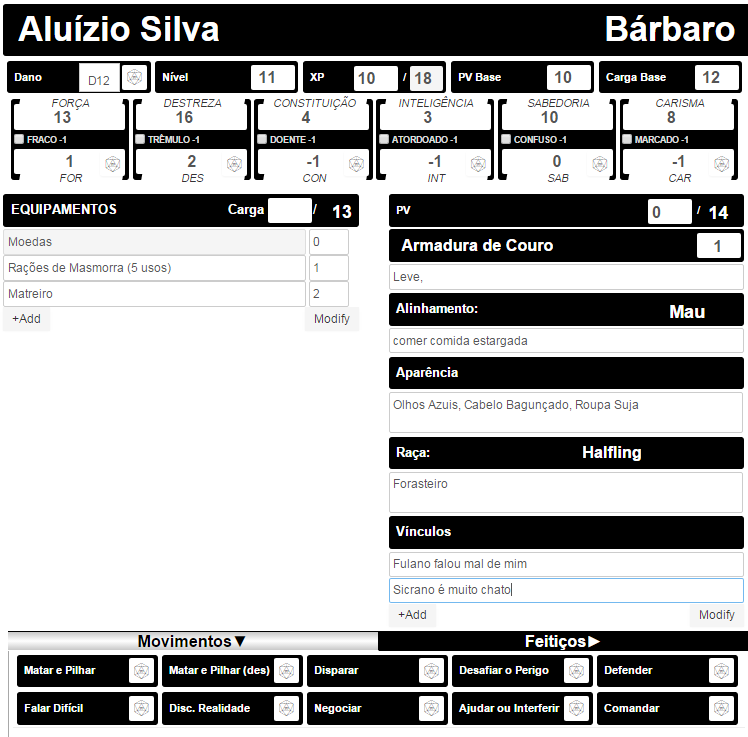 Aluízio Silva Bárbaro
Dano D12 Nível 11 XP 10 / 18 PV Base 10 Carga Base 12
FORÇA DESTREZA CONSTITUIÇÃO INTELIGÊNCIA SABEDORIA CARISMA
13 16 4 3 10 8
FRACO -1 TRÊMULO -1 DOENTE -1 ATORDOADO -1 CONFUSO -1 MARCADO -1
1 2 -1 -1 0 -1
FOR DES CON INT SAB CAR
EQUIPAMENTOS Carga / 13
Moedas 0
Rações de Masmorra (5 usos) 1
Matreiro 2
+Add Modify
PV 0 / 14
Armadura de Couro 1
Leve,
Alinhamento: Mau
comer comida estargada
Aparência
Olhos Azuis, Cabelo Bagunçado, Roupa Suja
Raça: Halfling
Forasteiro
Vínculos
Fulano falou mal de mim
Sicrano é muito chato
+Add Modify
Movimentos▼ Feitiços▶
Matar e Pilhar Matar e Pilhar (des) Disparar Desafiar o Perigo Defender
Falar Difícil Disc. Realidade Negociar Ajudar ou Interferir Comandar